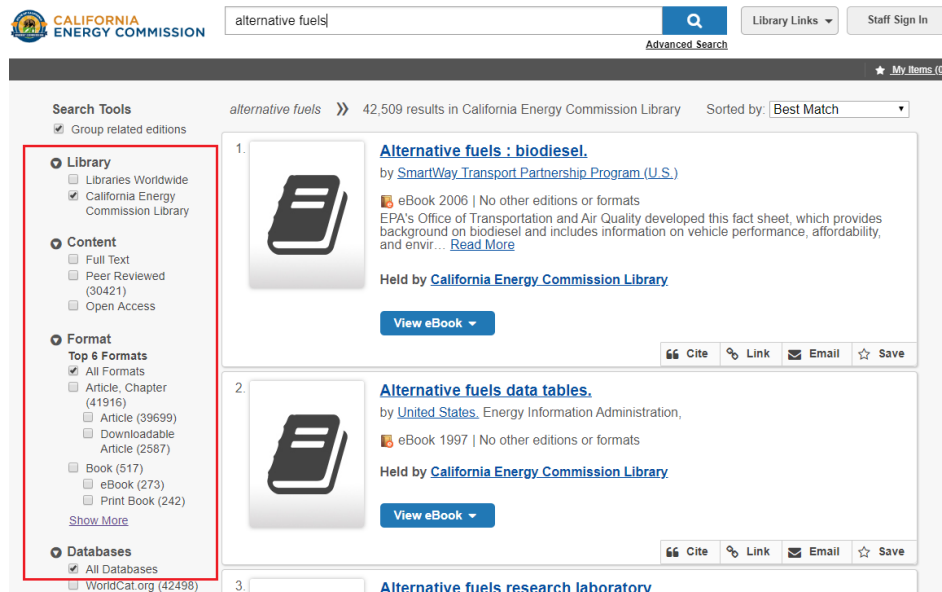 CALIFORNIA
ENERGY COMMISSION
alternative fuels
Library Links
Staff Sign In
Advanced Search
My Items (0
Search Tools
Group related editions
Library
Libraries Worldwide
California Energy
Commission Library
Content
Full Text
Peer Reviewed
(30421)
Open Access
Format
Top 6 Formats
All Formats
Article, Chapter
(41916)
Article (39699)
Downloadable
Article (2587)
Book (517)
eBook (273)
Print Book (242)
Show More
Databases
All Databases
WorldCat.org (42498)
alternative fuels » 42,509 results in California Energy Commission Library Sorted by: Best Match
1.
Alternative fuels : biodiesel.
by SmartWay Transport Partnership Program (U.S.)
eBook 2006 | No other editions or formats
EPA's Office of Transportation and Air Quality developed this fact sheet, which provides
background on biodiesel and includes information on vehicle performance, affordability,
and envir… Read More
Held by California Energy Commission Library
View eBook
Cite Link Email Save
2.
Alternative fuels data tables.
by United States. Energy Information Administration,
eBook 1997 | No other editions or formats
Held by California Energy Commission Library
View eBook
Cite Link Email Save
3.
Alternative fuels research laboratory